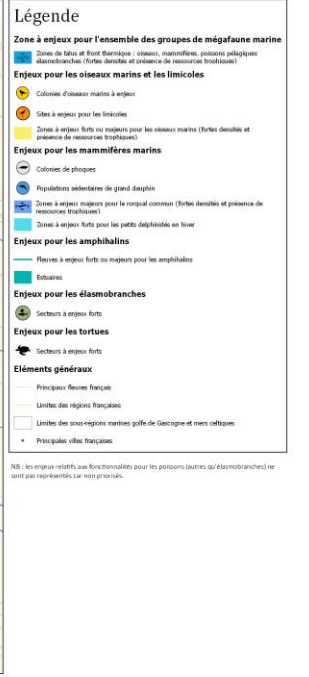 Légende
Zone à enjeux pour l'ensemble des groupes de mégafaune marine
Zones de talus et front thermique : oiseaux, mammifères, poissons pélagiques
élasmobranches (fortes densités et présence de ressources trophiques)
Enjeux pour les oiseaux marins et les limicoles
Colonies d'oiseaux marins à enjeux
Sites à enjeux pour les limicoles
Zones à enjeux forts ou majeurs pour les oiseaux marins (fortes densités et
présence de ressources trophiques)
Enjeux pour les mammifères marins
Colonies de phoques
Populations sédentaires de grand dauphin
Zones à enjeux majeurs pour le rorqual commun (fortes densités et présence de
ressources trophiques)
Zones à enjeux forts pour les petits delphinidés en hiver
Enjeux pour les amphihalins
Fleuves à enjeux forts ou majeurs pour les amphihalins
Estuaires
Enjeux pour les élasmobranches
Secteurs à enjeux forts
Enjeux pour les tortues
Secteurs à enjeux forts
Eléments généraux
Principaux fleuves français
Limites des régions françaises
Limites des sous-régions marines golfe de Gascogne et mers celtiques
Principales villes françaises
NB : les enjeux relatifs aux fonctionnalités pour les poissons (autres qu'élasmobranches) ne
sont pas représentés car non priorisés.